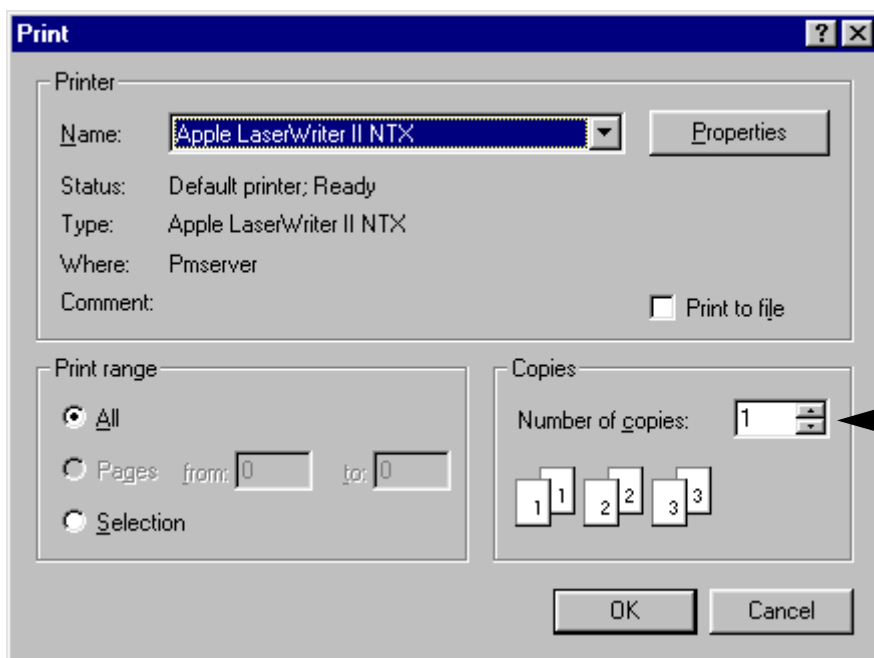 Print
Printer
Name: Apple LaserWriter II NTX Properties
Status: Default printer; Ready
Type: Apple LaserWriter II NTX
Where: Pmserver
Comment: Print to file
Print range
All
Pages from: 0 to: 0
Selection
Copies
Number of copies: 1
1 1 2 2 3 3
OK Cancel